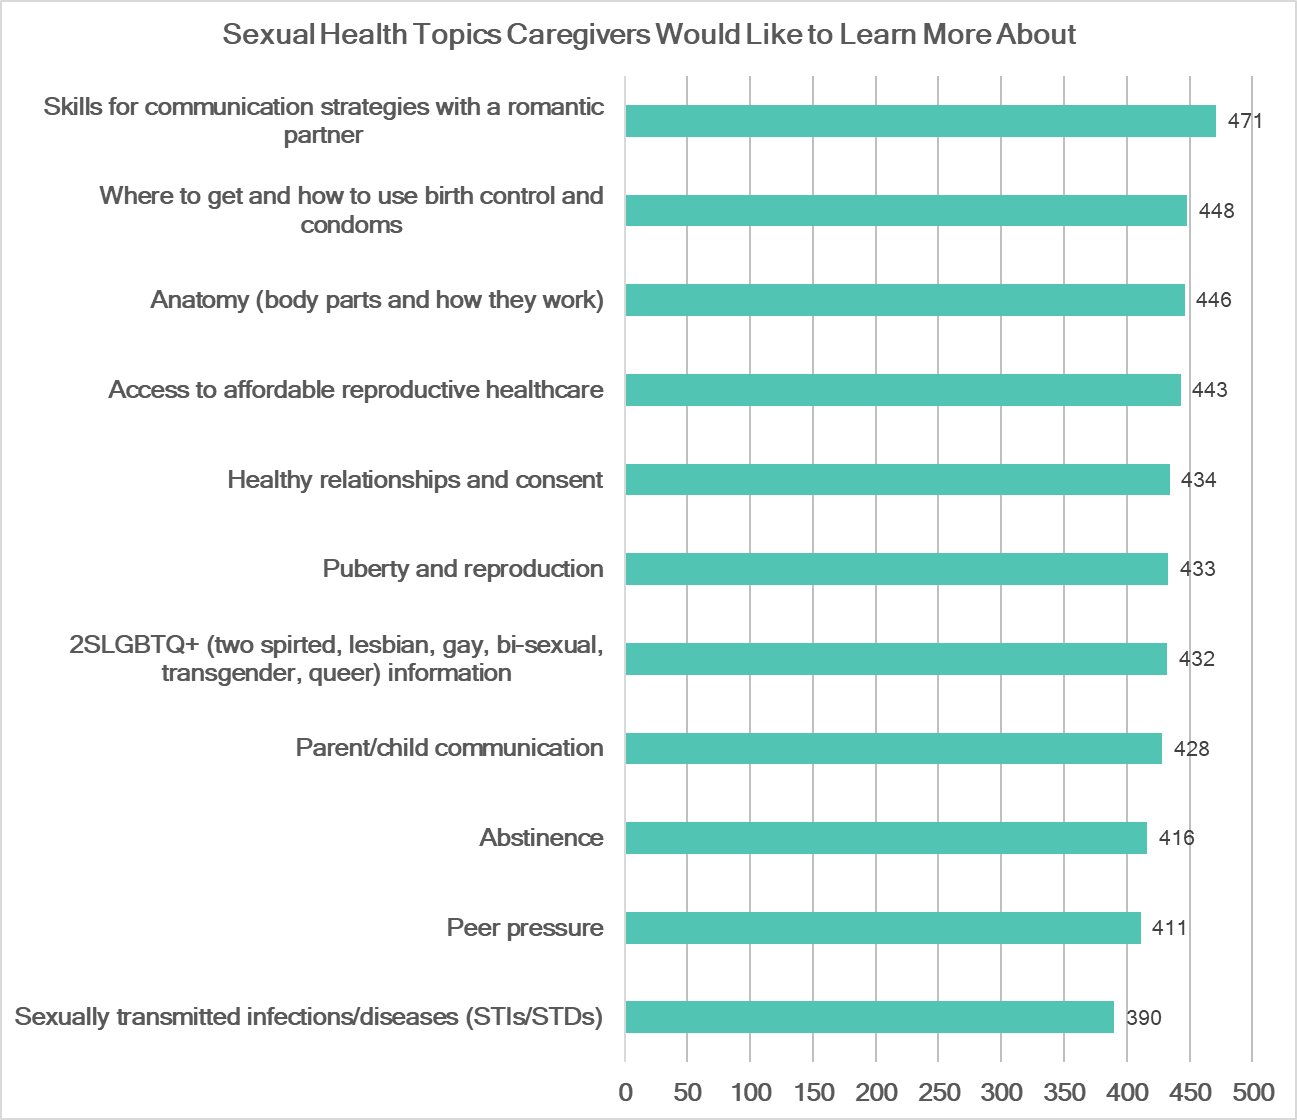 Sexual Health Topics Caregivers Would Like to Learn More About
Skills for communication strategies with a romantic
partner
471
Where to get and how to use birth control and
condoms
448
Anatomy (body parts and how they work)
446
Access to affordable reproductive healthcare
443
Healthy relationships and consent
434
Puberty and reproduction
433
2SLGBTQ+ (two spirted, lesbian, gay, bi-sexual,
transgender, queer) information
432
Parent/child communication
428
Abstinence
416
Peer pressure
411
Sexually transmitted infections/diseases (STIs/STDs)
390
0 50 100 150 200 250 300 350 400 450 500